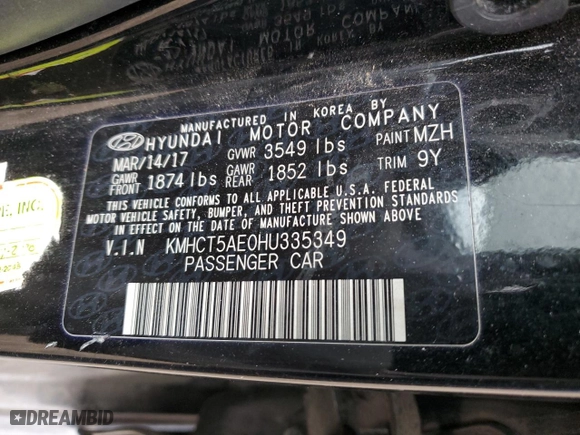 MANUFACTURED IN KOREA BY
HYUNDAI MOTOR COMPANY
MAR/14/17 GVWR 3549 lbs PAINT MZH
GAWR FRONT 1874 lbs GAWR REAR 1852 lbs TRIM 9Y
THIS VEHICLE CONFORMS TO ALL APPLICABLE U.S.A. FEDERAL
MOTOR VEHICLE SAFETY, BUMPER, AND THEFT PREVENTION STANDARDS
IN EFFECT ON THE DATE OF MANUFACTURE SHOWN ABOVE.
V.I.N KMHCT5AE0HU335349
PASSENGER CAR
INC.
DREAMBID